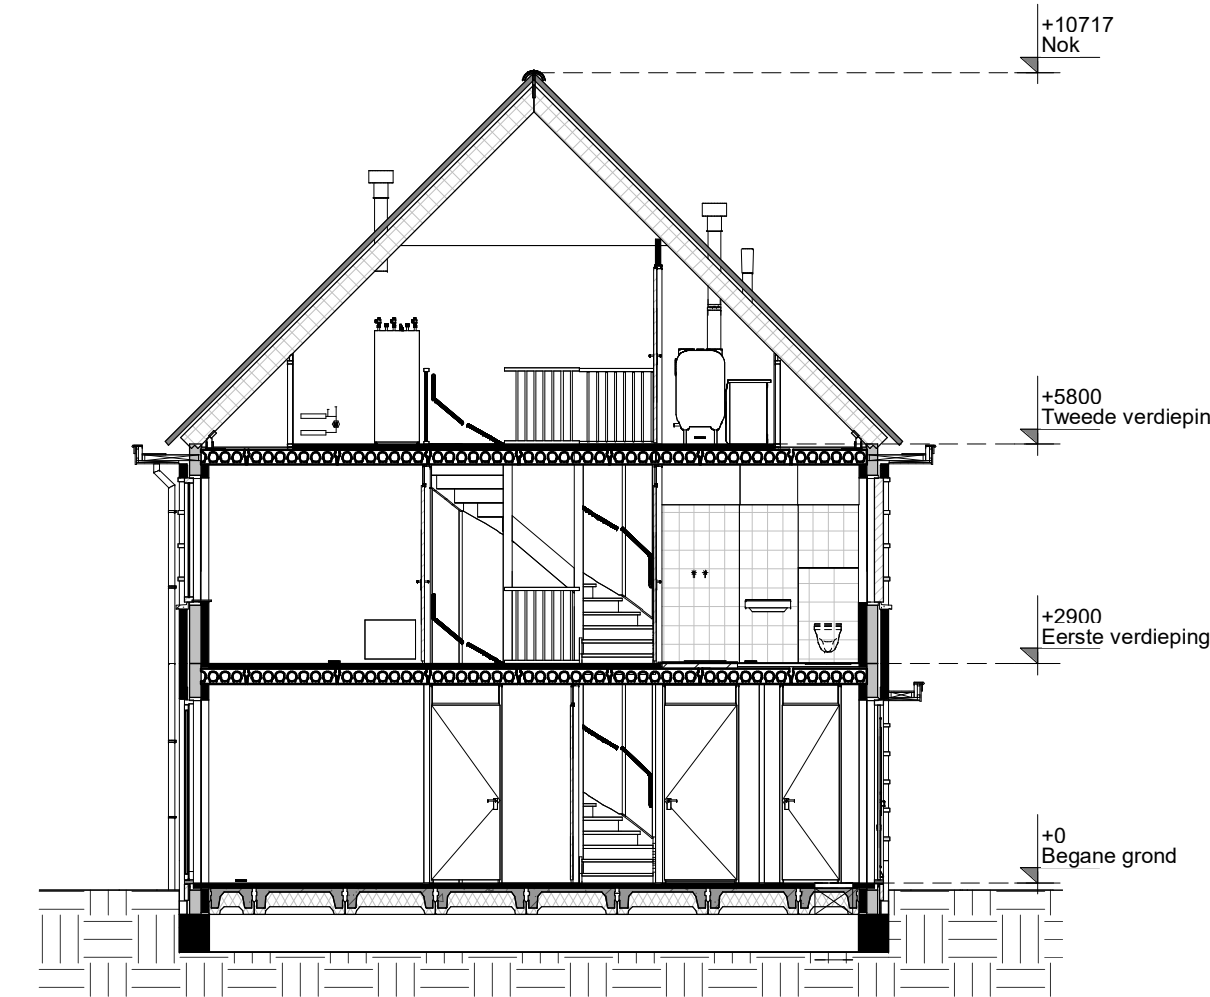 +10717
Nok
+5800
Tweede verdiepin
+2900
Eerste verdieping
+0
Begane grond